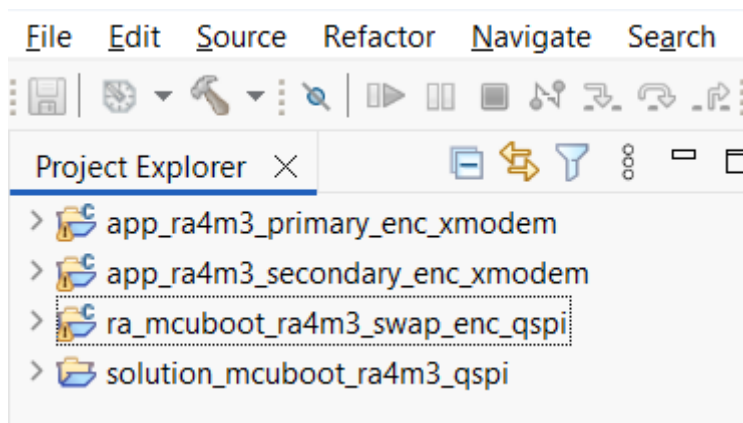 File Edit Source Refactor Navigate Search
Project Explorer
app_ra4m3_primary_enc_xmodem
app_ra4m3_secondary_enc_xmodem
ra_mcuboot_ra4m3_swap_enc_qspi
solution_mcuboot_ra4m3_qspi